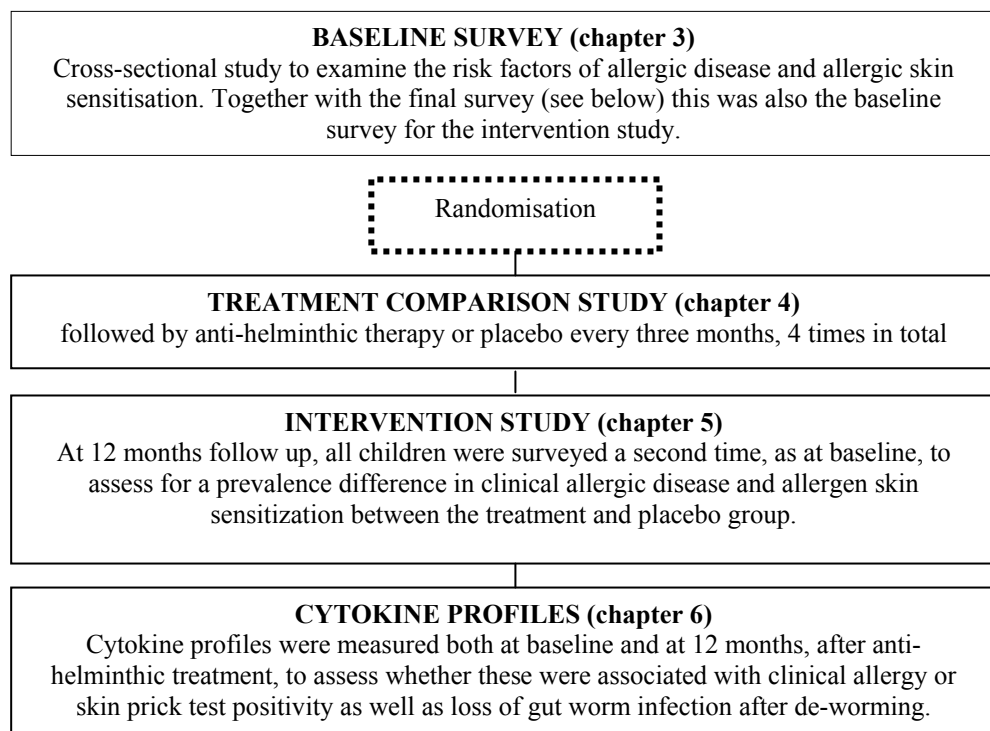 BASELINE SURVEY (chapter 3)
Cross-sectional study to examine the risk factors of allergic disease and allergic skin
sensitisation. Together with the final survey (see below) this was also the baseline
survey for the intervention study.
Randomisation
TREATMENT COMPARISON STUDY (chapter 4)
followed by anti-helminthic therapy or placebo every three months, 4 times in total
INTERVENTION STUDY (chapter 5)
At 12 months follow up, all children were surveyed a second time, as at baseline, to
assess for a prevalence difference in clinical allergic disease and allergen skin
sensitization between the treatment and placebo group.
CYTOKINE PROFILES (chapter 6)
Cytokine profiles were measured both at baseline and at 12 months, after anti-
helminthic treatment, to assess whether these were associated with clinical allergy or
skin prick test positivity as well as loss of gut worm infection after de-worming.